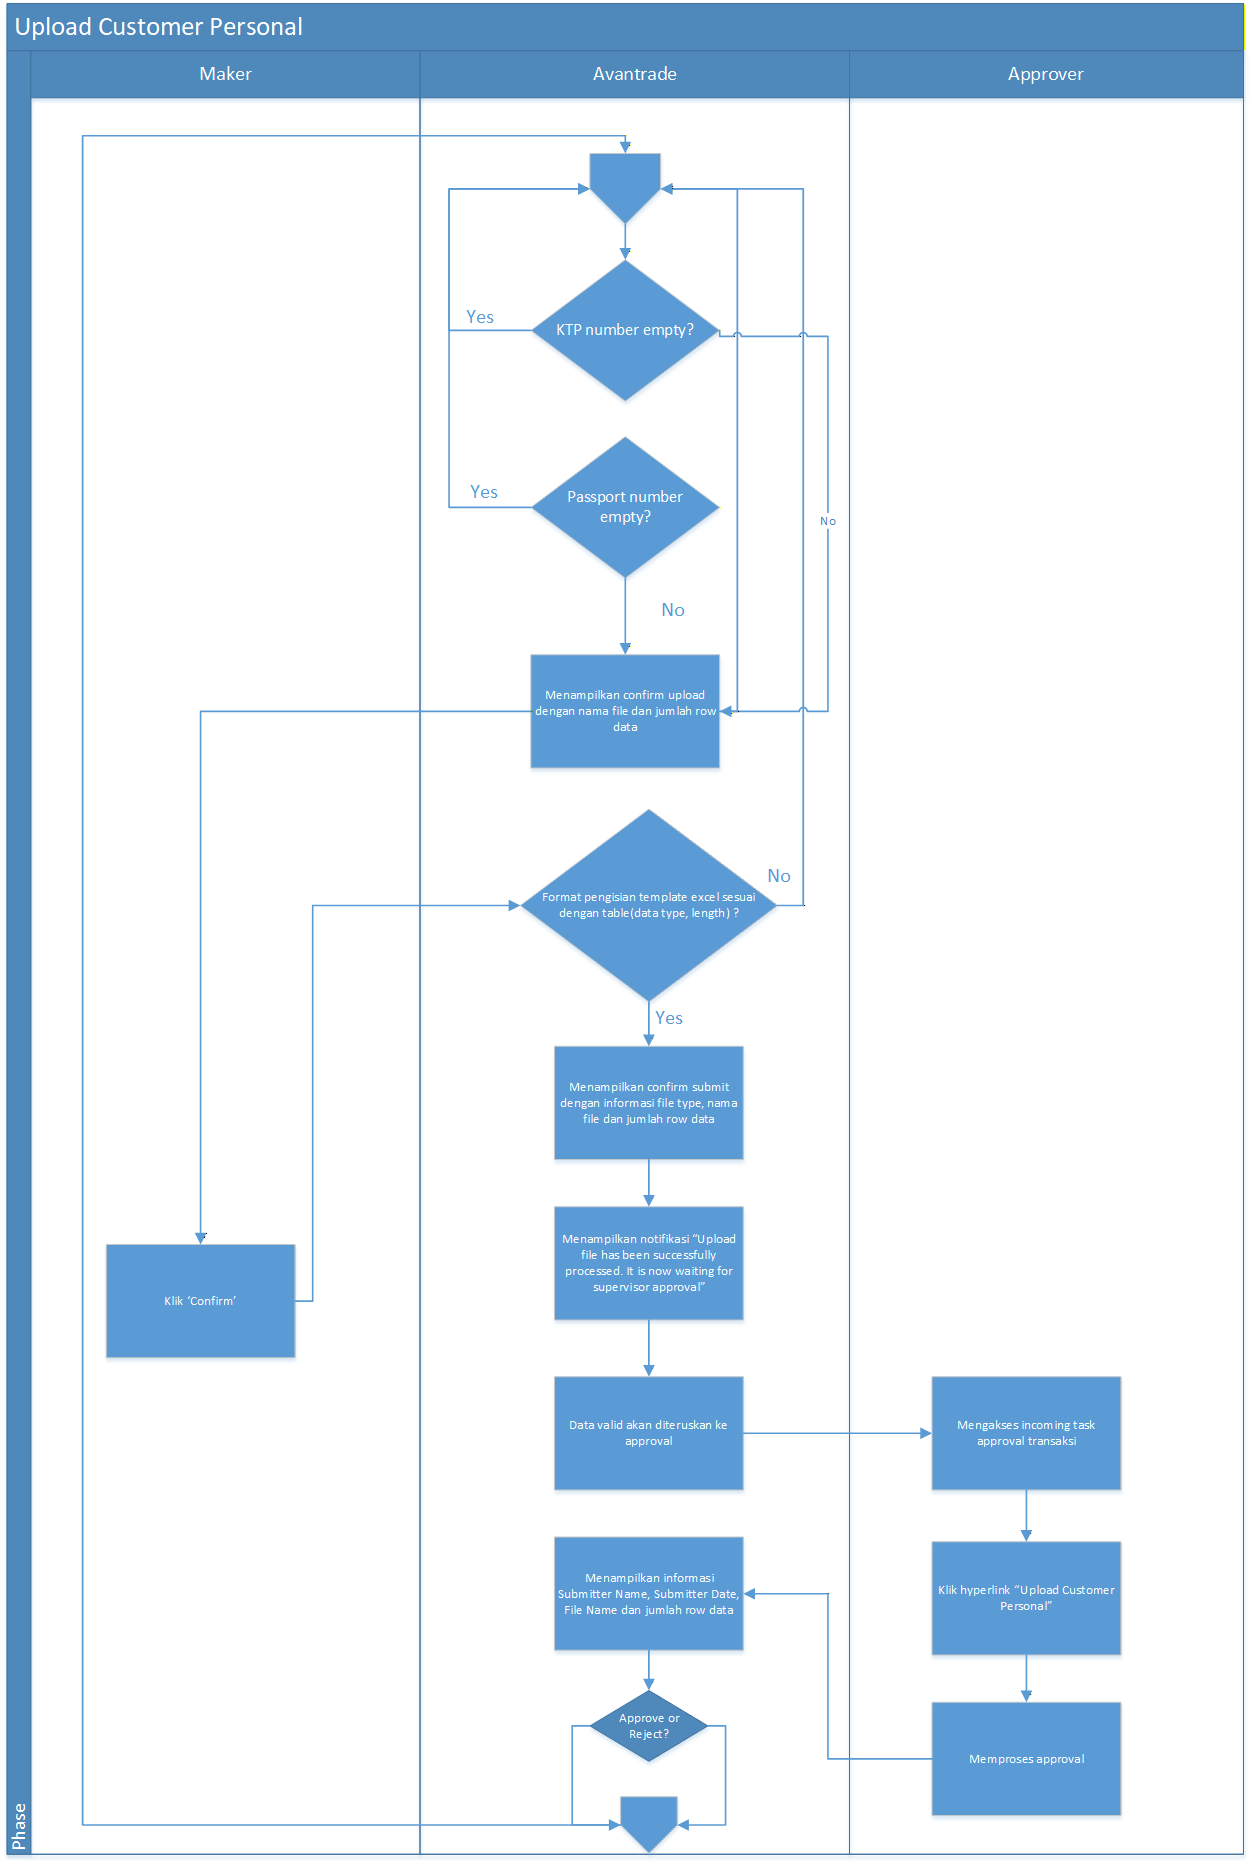 Upload Customer Personal
Maker
Avantrade
Approver
KTP number empty?
Yes
Passport number
empty?
Yes
No
No
Menampilkan confirm upload
dengan nama file dan jumlah row
data
Format pengisian template excel sesuai
dengan table(data type, length) ?
No
Yes
Menampilkan confirm submit
dengan informasi file type, nama
file dan jumlah row data
Menampilkan notifikasi “Upload
file has been successfully
processed. It is now waiting for
supervisor approval”
Klik ‘Confirm’
Data valid akan diteruskan ke
approval
Mengakses incoming task
approval transaksi
Menampilkan informasi
Submitter Name, Submitter Date,
File Name dan jumlah row data
Klik hyperlink “Upload Customer
Personal”
Approve or
Reject?
Memproses approval
Phase